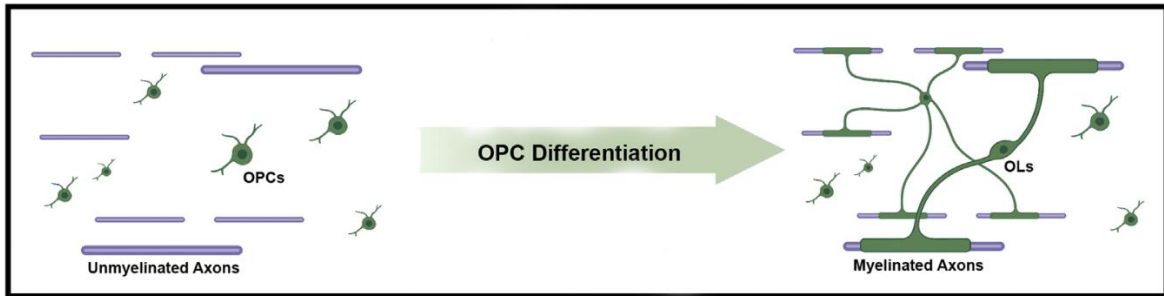 OPC Differentiation
OPCs
OLs
Unmyelinated Axons
Myelinated Axons